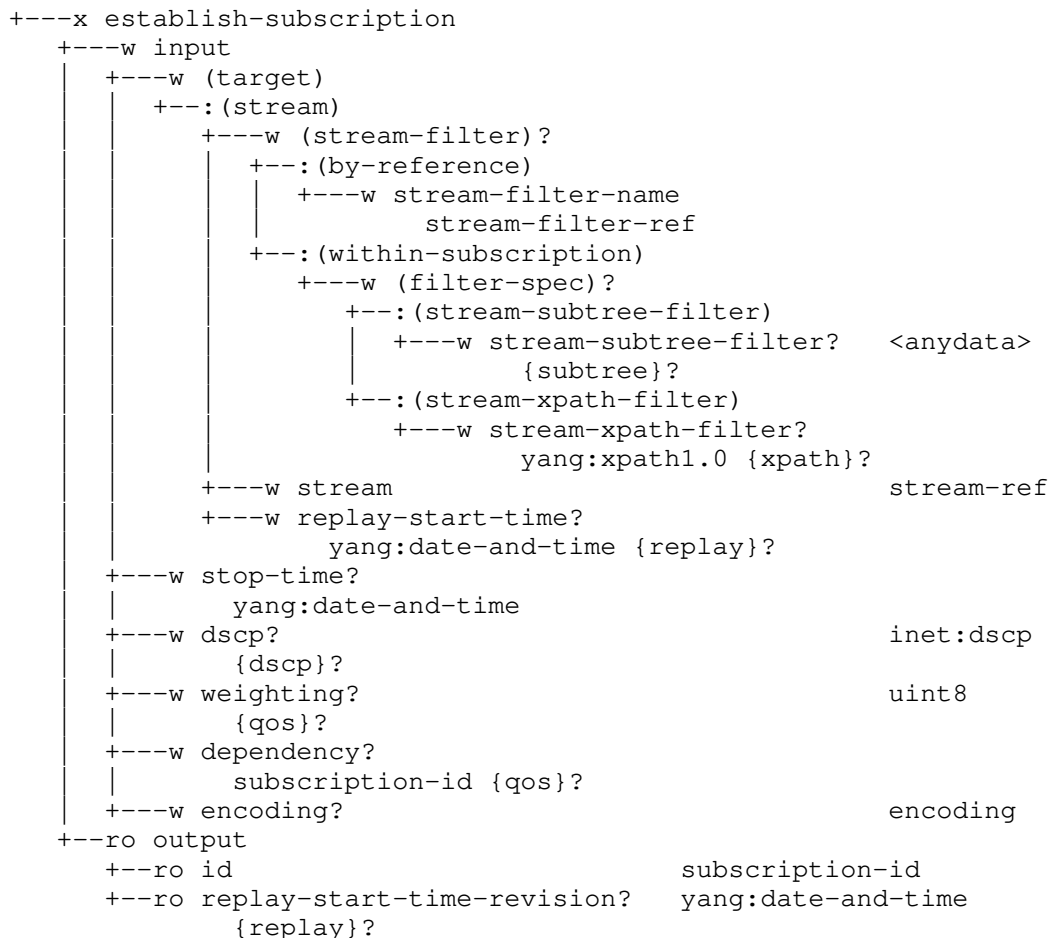 +---x establish-subscription
   +---w input
   |  +---w (target)
   |  |  +--:(stream)
   |  |     +---w (stream-filter)?
   |  |     |  +--:(by-reference)
   |  |     |  |  +---w stream-filter-name
   |  |     |  |          stream-filter-ref
   |  |     |  +--:(within-subscription)
   |  |     |     +---w (filter-spec)?
   |  |     |        +--:(stream-subtree-filter)
   |  |     |        |  +---w stream-subtree-filter?   <anydata>
   |  |     |        |          {subtree}?
   |  |     |        +--:(stream-xpath-filter)
   |  |     |           +---w stream-xpath-filter?
   |  |     |                   yang:xpath1.0 {xpath}?
   |  |     +---w stream                               stream-ref
   |  |     +---w replay-start-time?
   |  |             yang:date-and-time {replay}?
   |  +---w stop-time?
   |  |       yang:date-and-time
   |  +---w dscp?                                      inet:dscp
   |  |       {dscp}?
   |  +---w weighting?                                 uint8
   |  |       {qos}?
   |  +---w dependency?
   |  |       subscription-id {qos}?
   |  +---w encoding?                                  encoding
   +--ro output
      +--ro id                            subscription-id
      +--ro replay-start-time-revision?   yang:date-and-time
              {replay}?